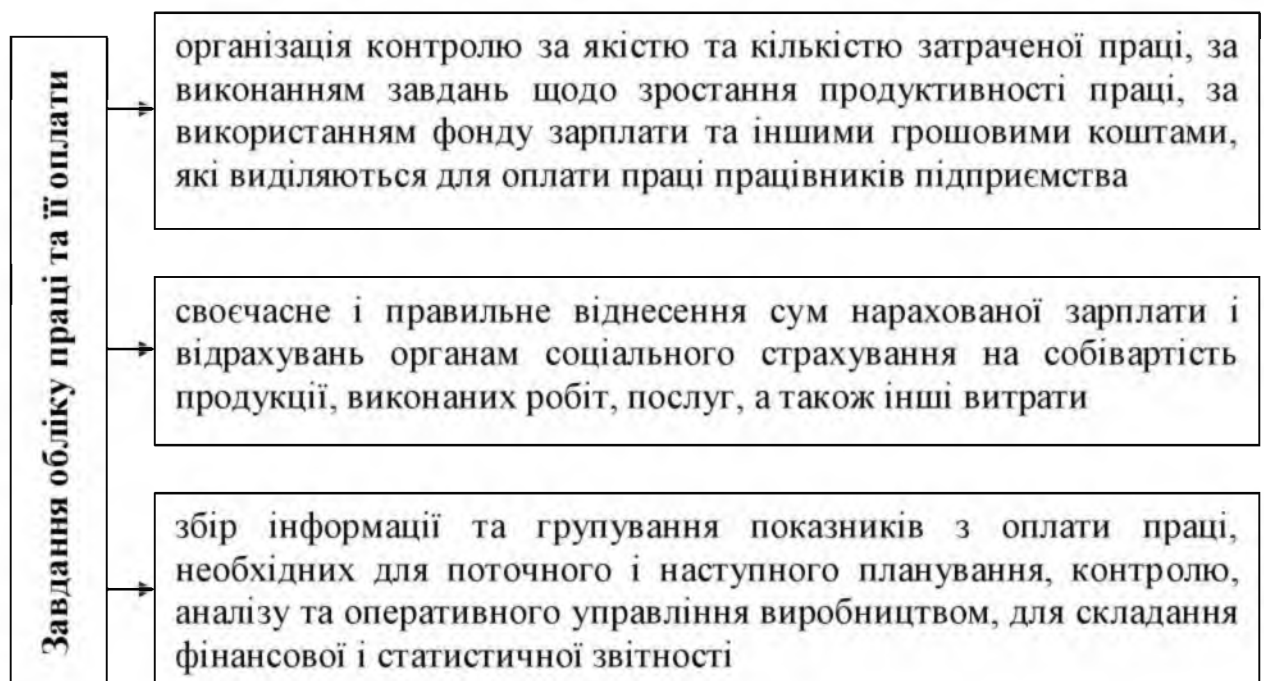 Завдання обліку праці та її оплати
організація контролю за якістю та кількістю затраченої праці, за
виконанням завдань щодо зростання продуктивності праці, за
використанням фонду зарплати та іншими грошовими коштами,
які виділяються для оплати праці працівників підприємства
своєчасне і правильне віднесення сум нарахованої зарплати і
відрахувань органам соціального страхування на собівартість
продукції, виконаних робіт, послуг, а також інші витрати
збір інформації та групування показників з оплати праці,
необхідних для поточного і наступного планування, контролю,
аналізу та оперативного управління виробництвом, для складання
фінансової і статистичної звітності